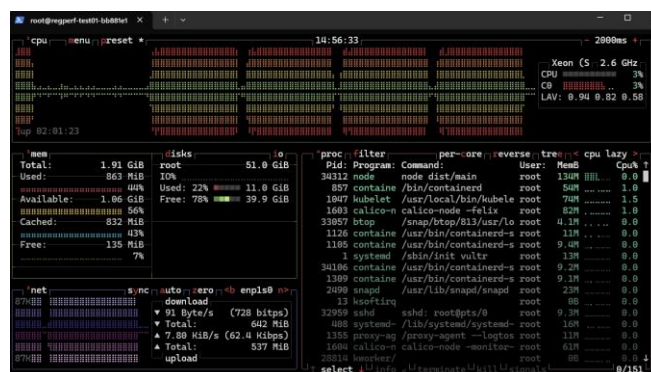 root@regperf-test01-bb881e1
cpu menu preset * 14:56:33 - 2000ms +
Xeon (S 2.6 GHz
CPU 3%
C0 3%
LAV: 0.94 0.82 0.58
up 02:01:23
mem
Total: 1.91 GiB
Used: 863 MiB
44%
Available: 1.06 GiB
56%
Cached: 832 MiB
43%
Free: 135 MiB
7%
disks io
root 51.0 GiB
IO%
Used: 22% 11.0 GiB
Free: 78% 39.9 GiB
net sync auto zero <b enp1s0 n>
87K
87K
download
▼ 91 Byte/s (728 bitps)
▼ Total: 642 MiB
▲ 7.80 KiB/s (62.4 Kibps)
▲ Total: 537 MiB
upload
proc filter per-core reverse tree < cpu lazy >
Pid: Program: Command: User: MemB Cpu% ↑
34312 node node dist/main root 134M 0.0
857 containe /bin/containerd root 54M 1.0
1047 kubelet /usr/local/bin/kubele root 74M 1.5
1603 calico-n calico-node -felix root 82M 1.0
33057 btop /snap/btop/813/usr/lo root 4.1M 0.0
1126 containe /usr/bin/containerd-s root 11M 0.0
1105 containe /usr/bin/containerd-s root 9.4M 0.0
1 systemd /sbin/init vultr root 13M 0.0
34106 containe /usr/bin/containerd-s root 9.2M 0.0
1309 containe /usr/bin/containerd-s root 9.1M 0.0
2490 snapd /usr/lib/snapd/snapd root 23M 0.0
13 ksoftirq root 0B 0.0
32959 sshd sshd: root@pts/0 root 9.3M 0.0
408 systemd- /lib/systemd/systemd- root 16M 0.0
1355 proxy-ag /proxy-agent --logtos root 11M 0.0
1604 calico-n calico-node -monitor- root 61M 0.0
28814 kworker/ root 0B 0.0 ↓
↑ select ↓ info terminate kill signals 0/151